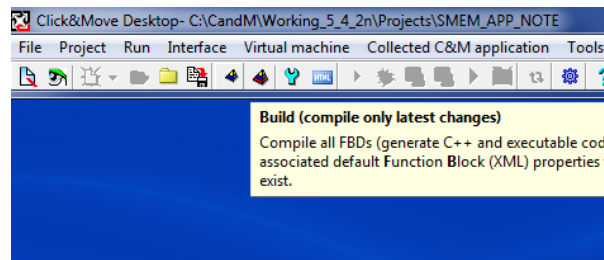 Click&Move Desktop- C:\CandM\Working_5_4_2n\Projects\SMEM_APP_NOTE
File Project Run Interface Virtual machine Collected C&M application Tools
HTML
Build (compile only latest changes)
Compile all FBDs (generate C++ and executable cod
associated default Function Block (XML) properties
exist.